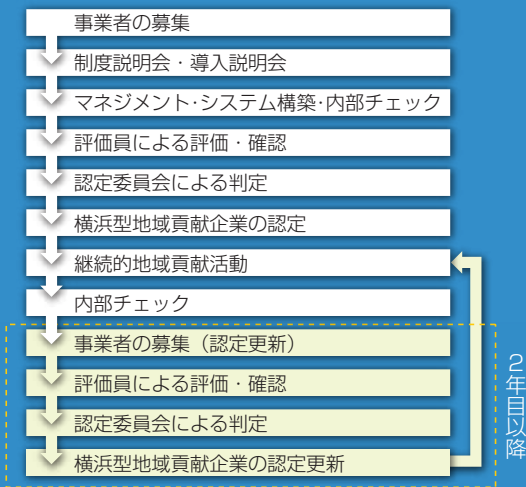 事業者の募集
制度説明会・導入説明会
マネジメント・システム構築・内部チェック
評価員による評価・確認
認定委員会による判定
横浜型地域貢献企業の認定
継続的地域貢献活動
内部チェック
事業者の募集（認定更新）
評価員による評価・確認
認定委員会による判定
横浜型地域貢献企業の認定更新
２年目以降